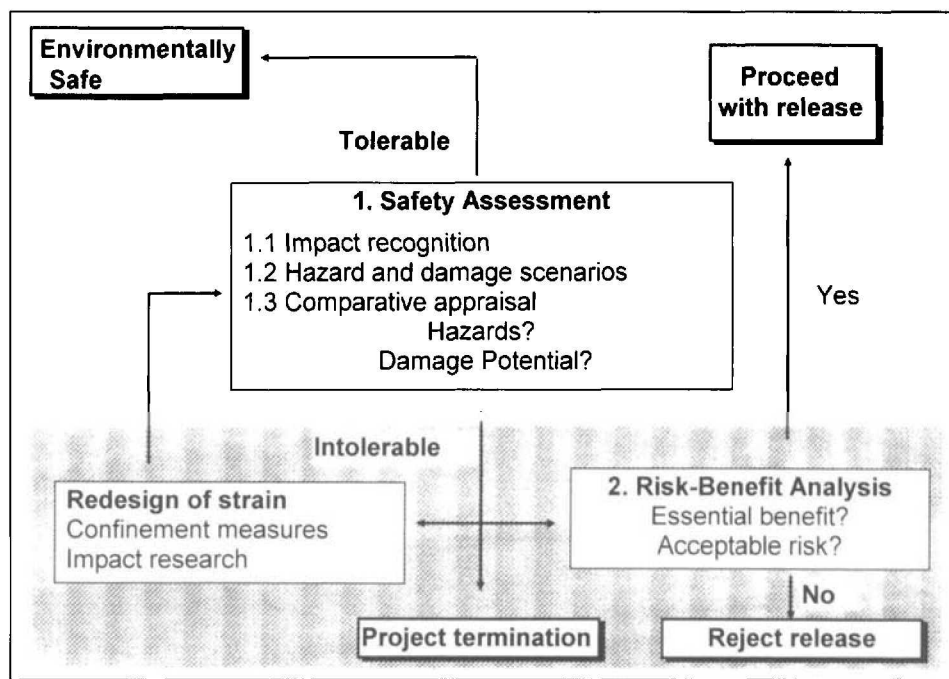 Environmentally
Safe
Proceed
with release
Tolerable
1. Safety Assessment
1.1 Impact recognition
1.2 Hazard and damage scenarios
1.3 Comparative appraisal
Hazards?
Damage Potential?
Yes
Intolerable
Redesign of strain
Confinement measures
Impact research
2. Risk-Benefit Analysis
Essential benefit?
Acceptable risk?
No
Project termination
Reject release